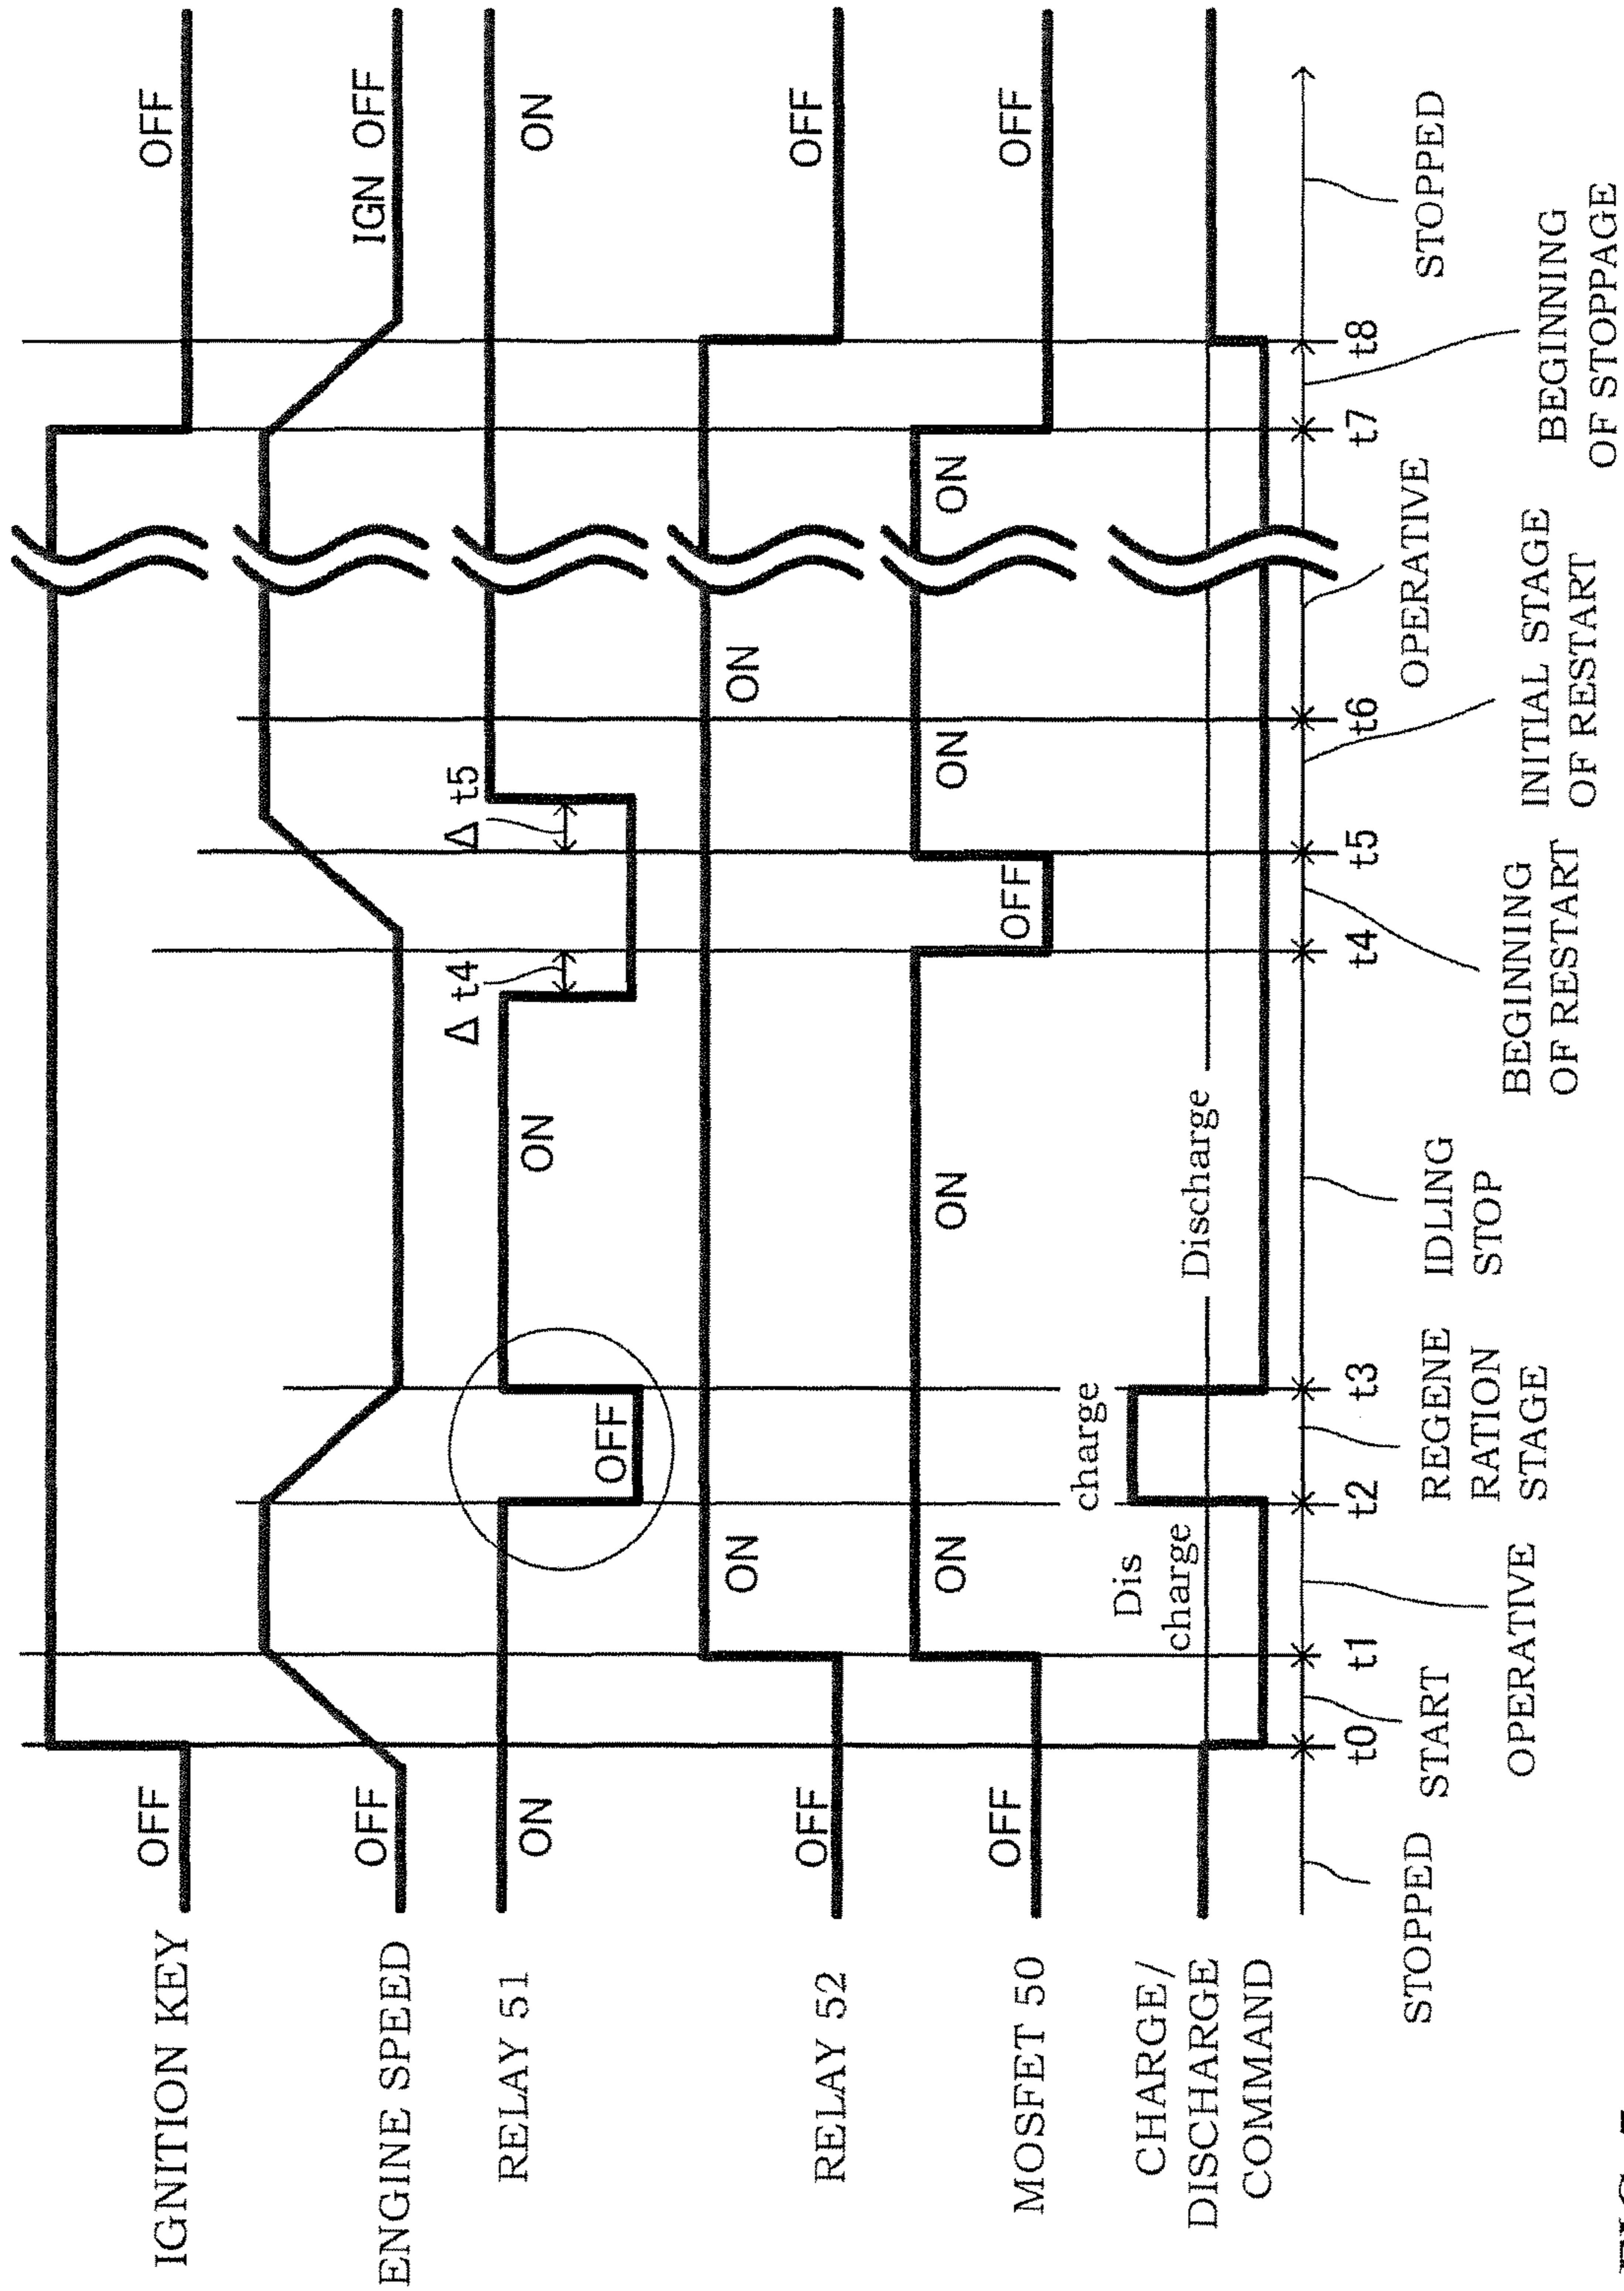 IGNITION KEY
OFF
OFF
ENGINE SPEED
OFF
IGN OFF
RELAY 51
ON
OFF
ON
Δ t4
Δ t5
ON
RELAY 52
OFF
ON
ON
OFF
MOSFET 50
OFF
ON
ON
OFF
ON
ON
OFF
CHARGE/
DISCHARGE
COMMAND
Dis
charge
charge
Discharge
t0
t1
t2
t3
t4
t5
t6
t7
t8
STOPPED
START
OPERATIVE
REGENE
RATION
STAGE
IDLING
STOP
BEGINNING
OF RESTART
INITIAL STAGE
OF RESTART
OPERATIVE
BEGINNING
OF STOPPAGE
STOPPED